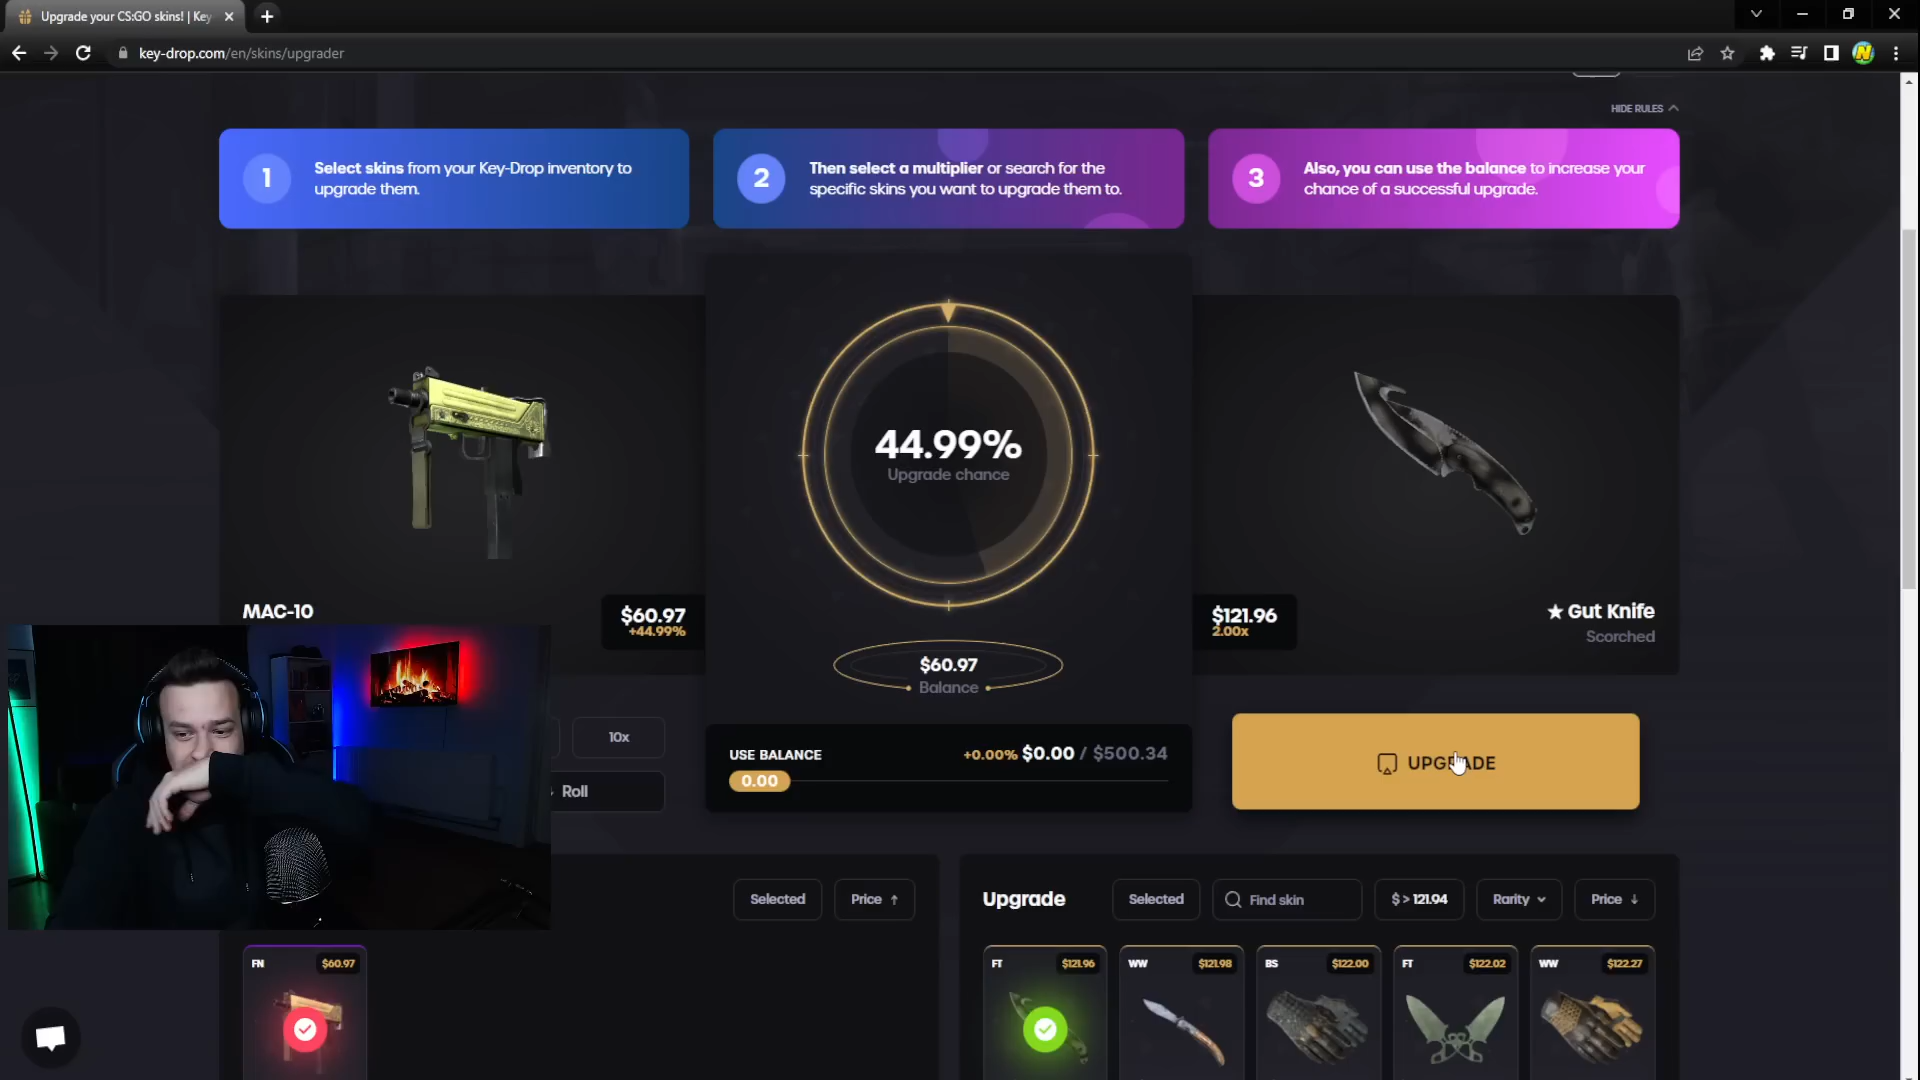 Upgrade your CS:GO skins! | Key
key-drop.com/en/skins/upgrader
HIDE RULES
1
Select skins from your Key-Drop inventory to
upgrade them.
2
Then select a multiplier or search for the
specific skins you want to upgrade them to.
3
Also, you can use the balance to increase your
chance of a successful upgrade.
44.99%
Upgrade chance
MAC-10
$60.97
+44.99%
$121.96
2.00x
★ Gut Knife
Scorched
$60.97
Balance
10x
Roll
USE BALANCE
+0.00% $0.00 / $500.34
0.00
UPGRADE
Selected
Price ↑
Upgrade
Selected
Find skin
$ > 121.94
Rarity
Price ↓
FN
$60.97
FT
$121.96
WW
$121.98
BS
$122.00
FT
$122.02
WW
$122.27